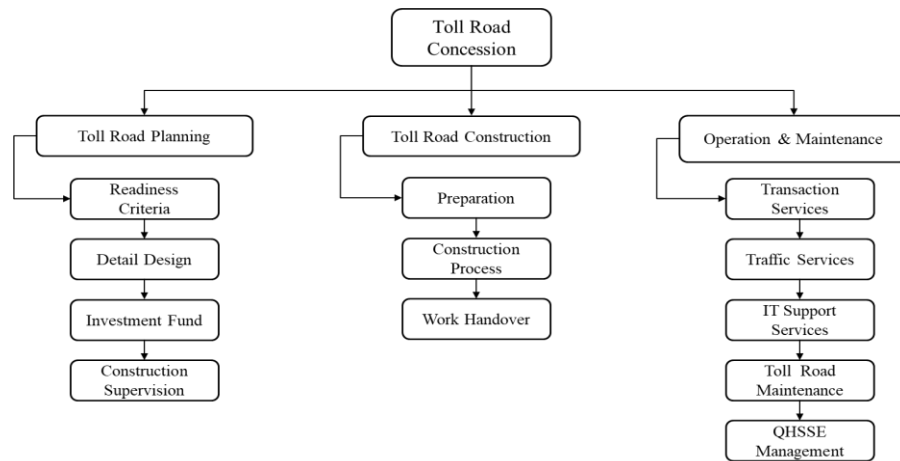 Toll Road
Concession
Toll Road Planning
Toll Road Construction
Operation & Maintenance
Readiness
Criteria
Detail Design
Investment Fund
Construction
Supervision
Preparation
Construction
Process
Work Handover
Transaction
Services
Traffic Services
IT Support
Services
Toll Road
Maintenance
QHSSE
Management